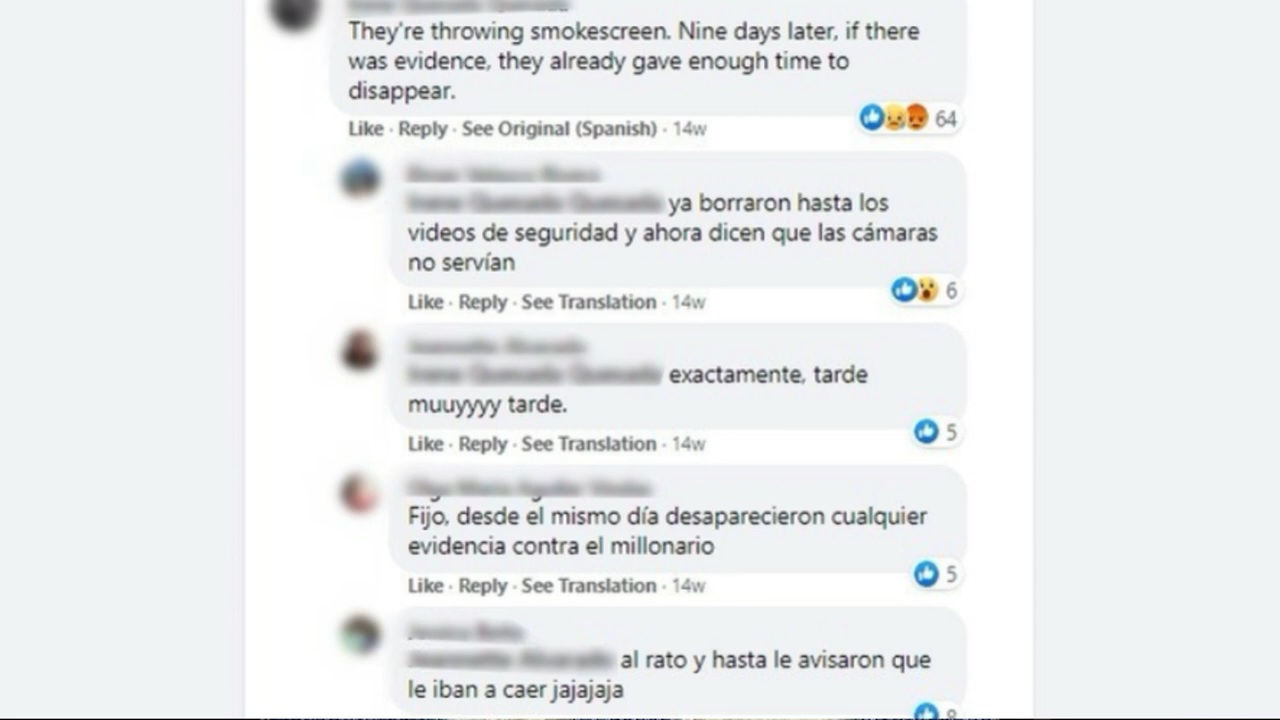 They're throwing smokescreen. Nine days later, if there
was evidence, they already gave enough time to
disappear.
64
Like · Reply · See Original (Spanish) · 14w
ya borraron hasta los
videos de seguridad y ahora dicen que las cámaras
no servían
6
Like · Reply · See Translation · 14w
exactamente, tarde
muuyyyy tarde.
5
Like · Reply · See Translation · 14w
Fijo, desde el mismo día desaparecieron cualquier
evidencia contra el millonario
5
Like · Reply · See Translation · 14w
al rato y hasta le avisaron que
le iban a caer jajajaja